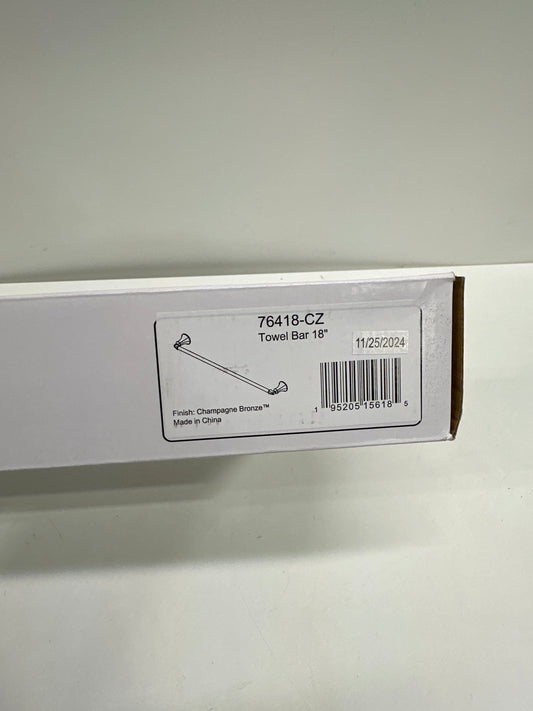 76418-CZ
Towel Bar 18"
11/25/2024
Finish: Champagne Bronze™
Made in China
1 95205 15618 5